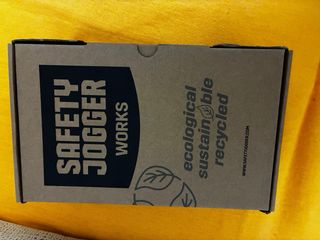 SAFETY
JOGGER
WORKS
ecological
sustainable
recycled
WWW.SAFETYJOGGER.COM